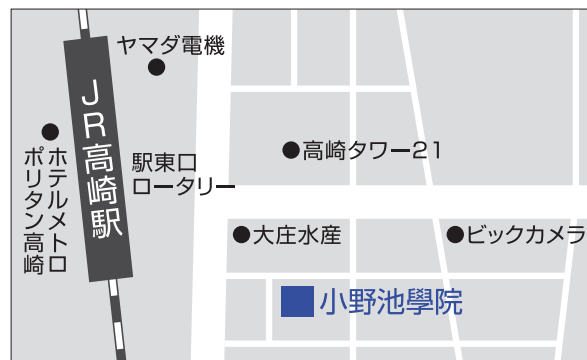 ヤマダ電機
JR高崎駅
ホテルメトロ
ポリタン高崎
駅東口
ロータリー
高崎タワー21
大庄水産
ビックカメラ
小野池學院